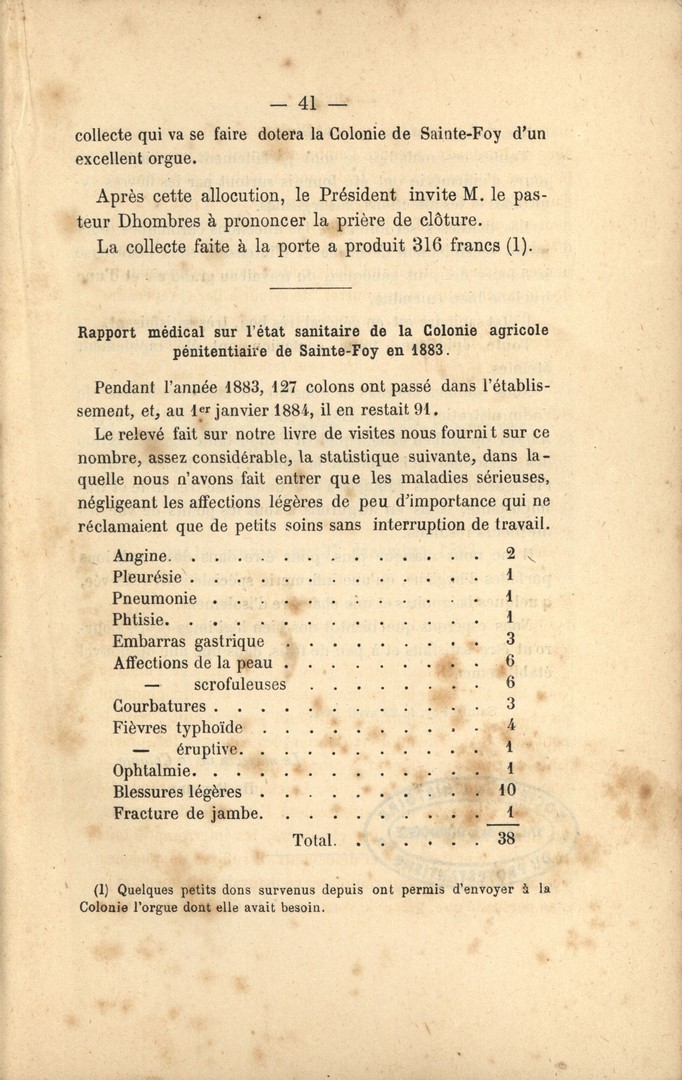 — 41 —
collecte qui va se faire dotera la Colonie de Sainte-Foy d'un
excellent orgue.
Après cette allocution, le Président invite M. le pas-
teur Dhombres à prononcer la prière de clôture.
La collecte faite à la porte a produit 316 francs (1).
Rapport médical sur l'état sanitaire de la Colonie agricole
pénitentiaire de Sainte-Foy en 1883.
Pendant l'année 1883, 127 colons ont passé dans l'établis-
sement, et, au 1er janvier 1884, il en restait 91.
Le relevé fait sur notre livre de visites nous fournit sur ce
nombre, assez considérable, la statistique suivante, dans la-
quelle nous n'avons fait entrer que les maladies sérieuses,
négligeant les affections légères de peu d'importance qui ne
réclamaient que de petits soins sans interruption de travail.
Angine. . . . . . . . . . . . . 2
Pleurésie . . . . . . . . . . . . 1
Pneumonie . . . . . . . . . . . 1
Phtisie. . . . . . . . . . . . . 1
Embarras gastrique . . . . . . . . 3
Affections de la peau . . . . . . . . 6
— scrofuleuses . . . . . . . 6
Courbatures . . . . . . . . . . . 3
Fièvres typhoïde . . . . . . . . . 4
— éruptive. . . . . . . . . . 1
Ophtalmie. . . . . . . . . . . . 1
Blessures légères . . . . . . . . . 10
Fracture de jambe. . . . . . . . . 1
Total. . . . . . . 38
(1) Quelques petits dons survenus depuis ont permis d'envoyer à la
Colonie l'orgue dont elle avait besoin.